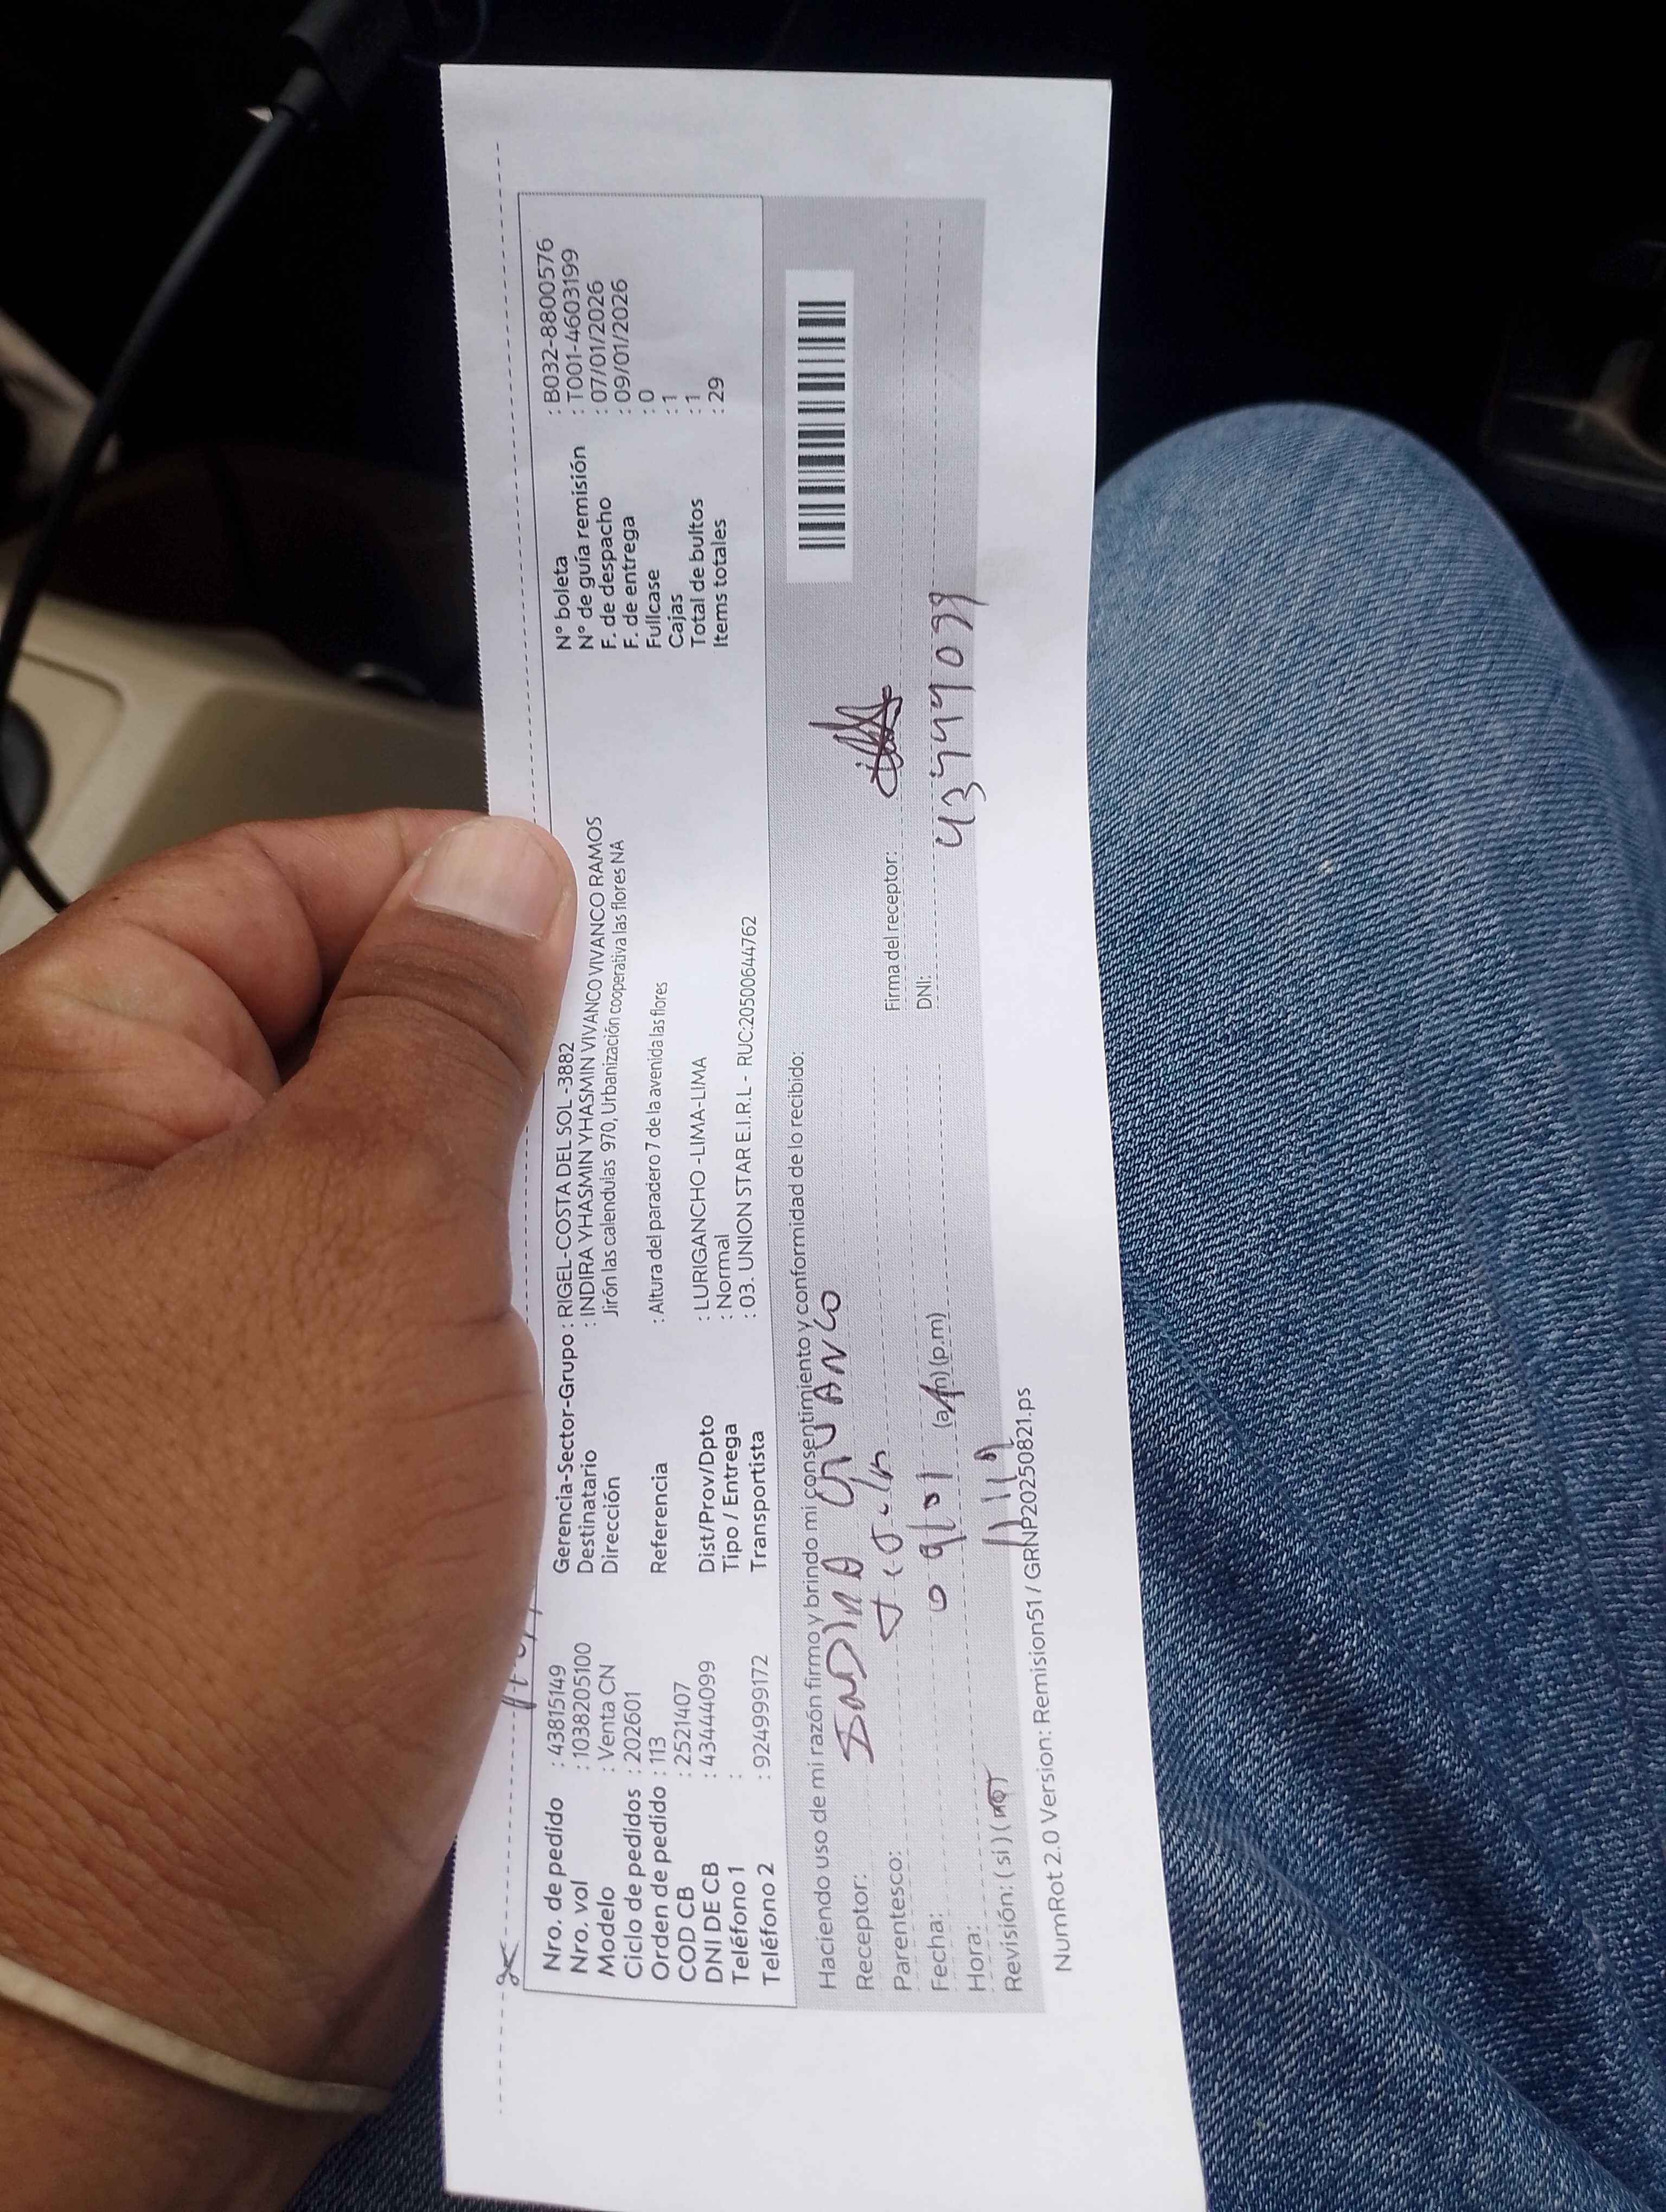 Nro. de pedido : 43815149
Nro. vol : 1038205100
Modelo : Venta CN
Ciclo de pedidos : 202601
Orden de pedido : 113
COD CB : 2521407
DNI DE CB : 43444099
Teléfono 1 :
Teléfono 2 : 924999172
Gerencia-Sector-Grupo : RIGEL-COSTA DEL SOL -3882
Destinatario : INDIRA YHASMIN YHASMIN VIVANCO VIVANCO RAMOS
Dirección Jirón las calendulas 970, Urbanización cooperativa las flores NA
Referencia : Altura del paradero 7 de la avenida las flores
Dist/Prov/Dpto : LURIGANCHO -LIMA-LIMA
Tipo / Entrega : Normal
Transportista : 03. UNION STAR E.I.R.L - RUC:20500644762
N° boleta : B032-8800576
N° de guía remisión : T001-4603199
F. de despacho : 07/01/2026
F. de entrega : 09/01/2026
Fullcase : 0
Cajas : 1
Total de bultos : 1
Items totales : 29
Haciendo uso de mi razón firmo y brindo mi consentimiento y conformidad de lo recibido:
Receptor:
Parentesco:
Fecha:
Hora: (a.m) (p.m)
Revisión: ( si ) (
Firma del receptor:
DNI:
NumRot 2.0 Version: Remision51 / GRNP20250821.ps